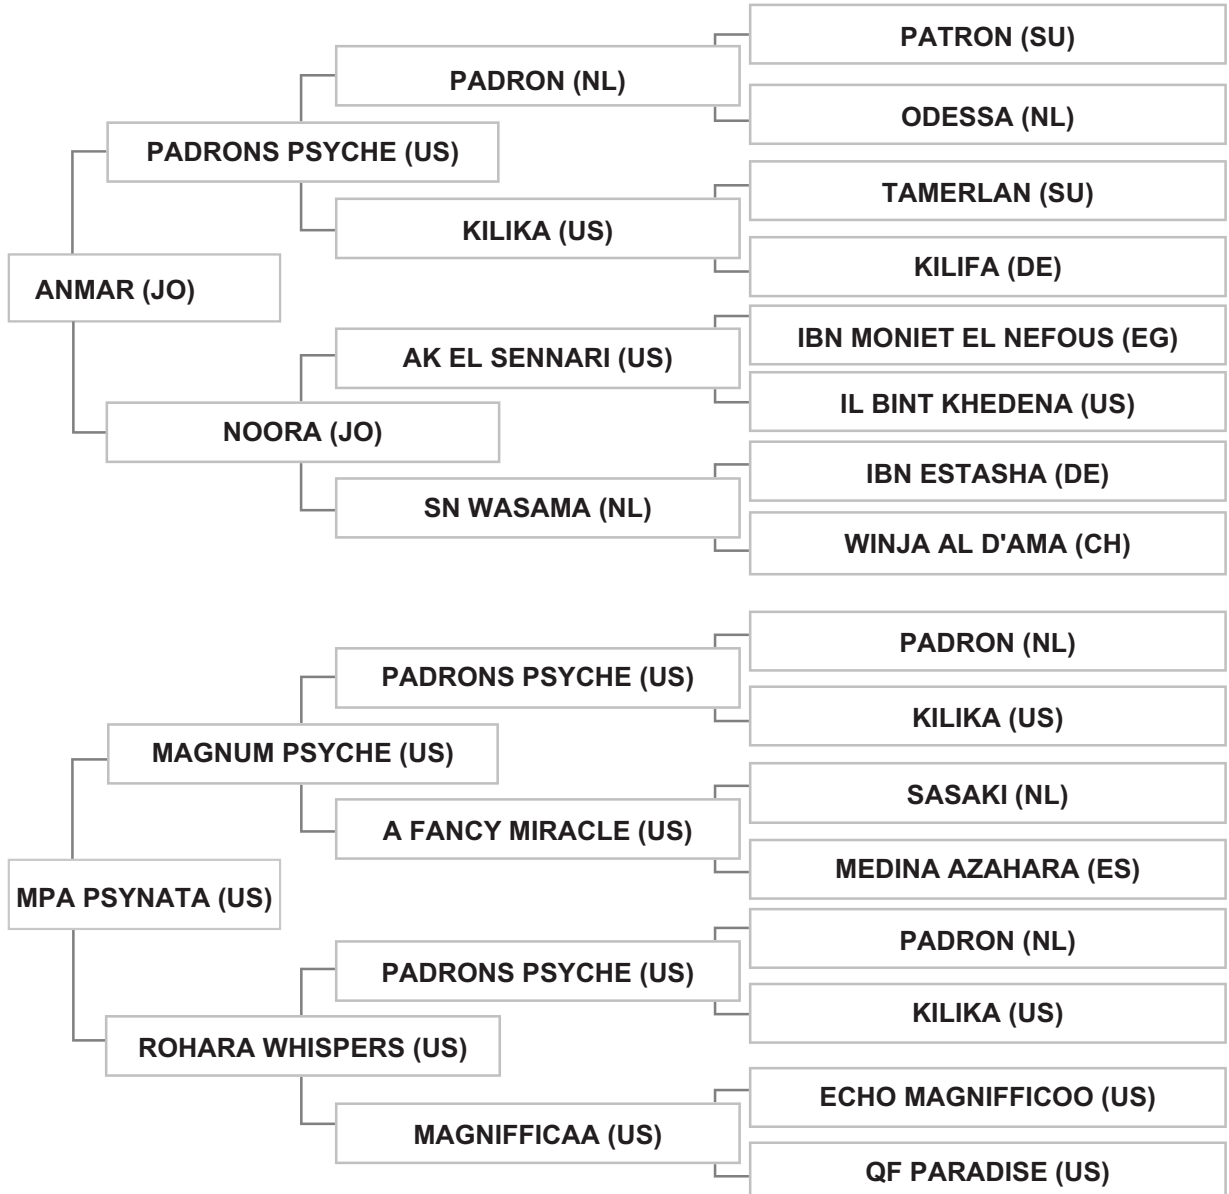 PATRON (SU)
PADRON (NL)
ODESSA (NL)
PADRONS PSYCHE (US)
TAMERLAN (SU)
KILIKA (US)
KILIFA (DE)
ANMAR (JO)
IBN MONIET EL NEFOUS (EG)
AK EL SENNARI (US)
IL BINT KHEDENA (US)
NOORA (JO)
IBN ESTASHA (DE)
SN WASAMA (NL)
WINJA AL D'AMA (CH)
PADRON (NL)
PADRONS PSYCHE (US)
KILIKA (US)
MAGNUM PSYCHE (US)
SASAKI (NL)
A FANCY MIRACLE (US)
MEDINA AZAHARA (ES)
MPA PSYNATA (US)
PADRON (NL)
PADRONS PSYCHE (US)
KILIKA (US)
ROHARA WHISPERS (US)
ECHO MAGNIFFICOO (US)
MAGNIFFICAA (US)
QF PARADISE (US)